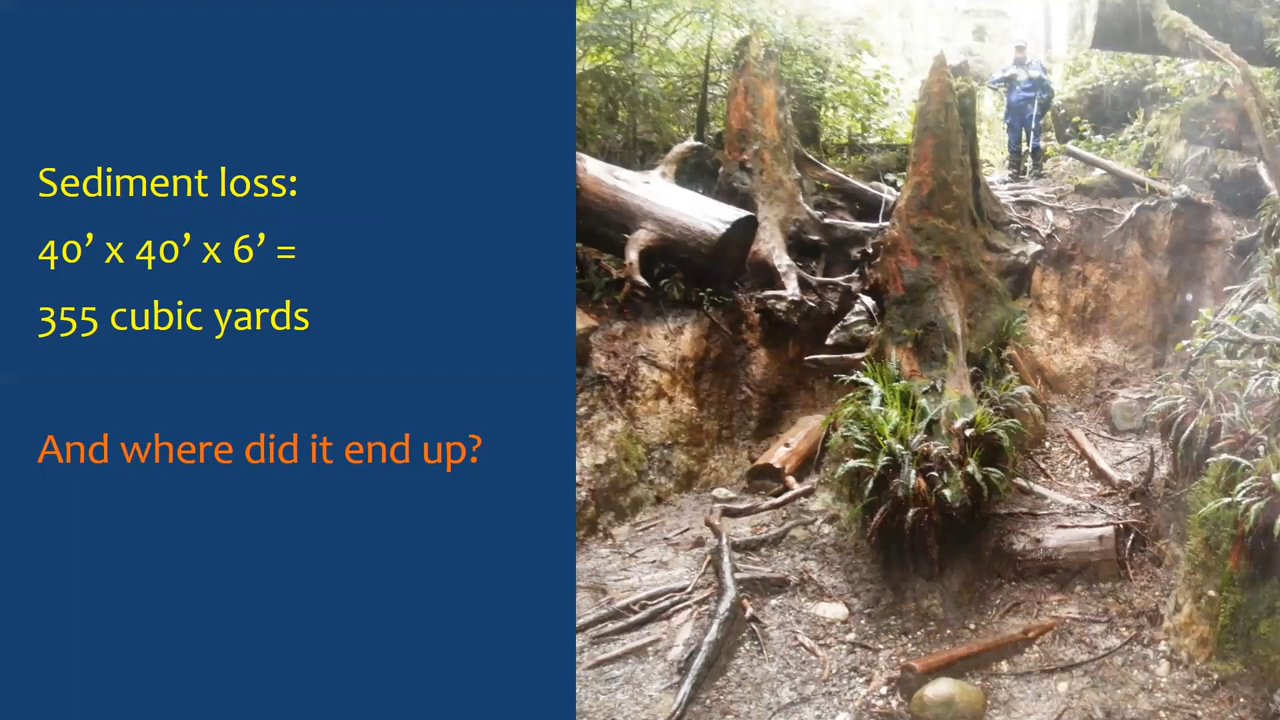 Sediment loss:
40’ x 40’ x 6’ =
355 cubic yards
And where did it end up?